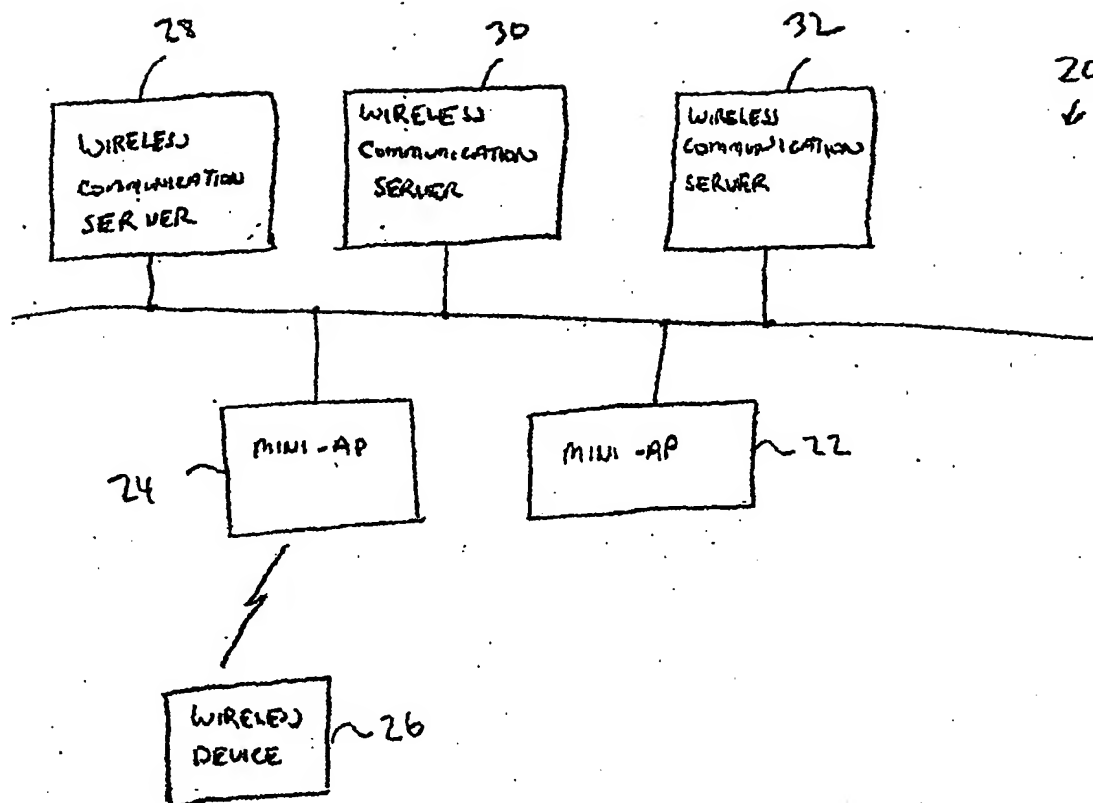 28
30
32
20
WIRELESS
COMMUNICATION
SERVER
WIRELESS
COMMUNICATION
SERVER
WIRELESS
COMMUNICATION
SERVER
MINI-AP
24
MINI-AP
22
WIRELESS
DEVICE
26